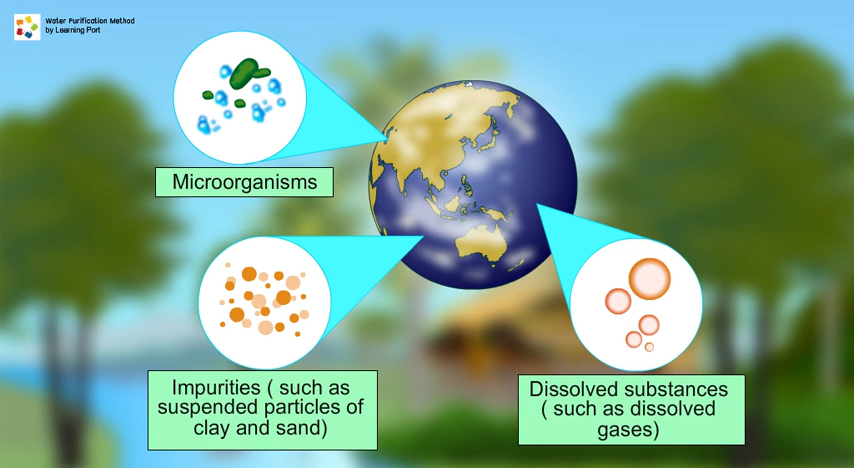 Water Purification Method
by Learning Port
Microorganisms
Impurities ( such as
suspended particles of
clay and sand)
Dissolved substances
( such as dissolved
gases)